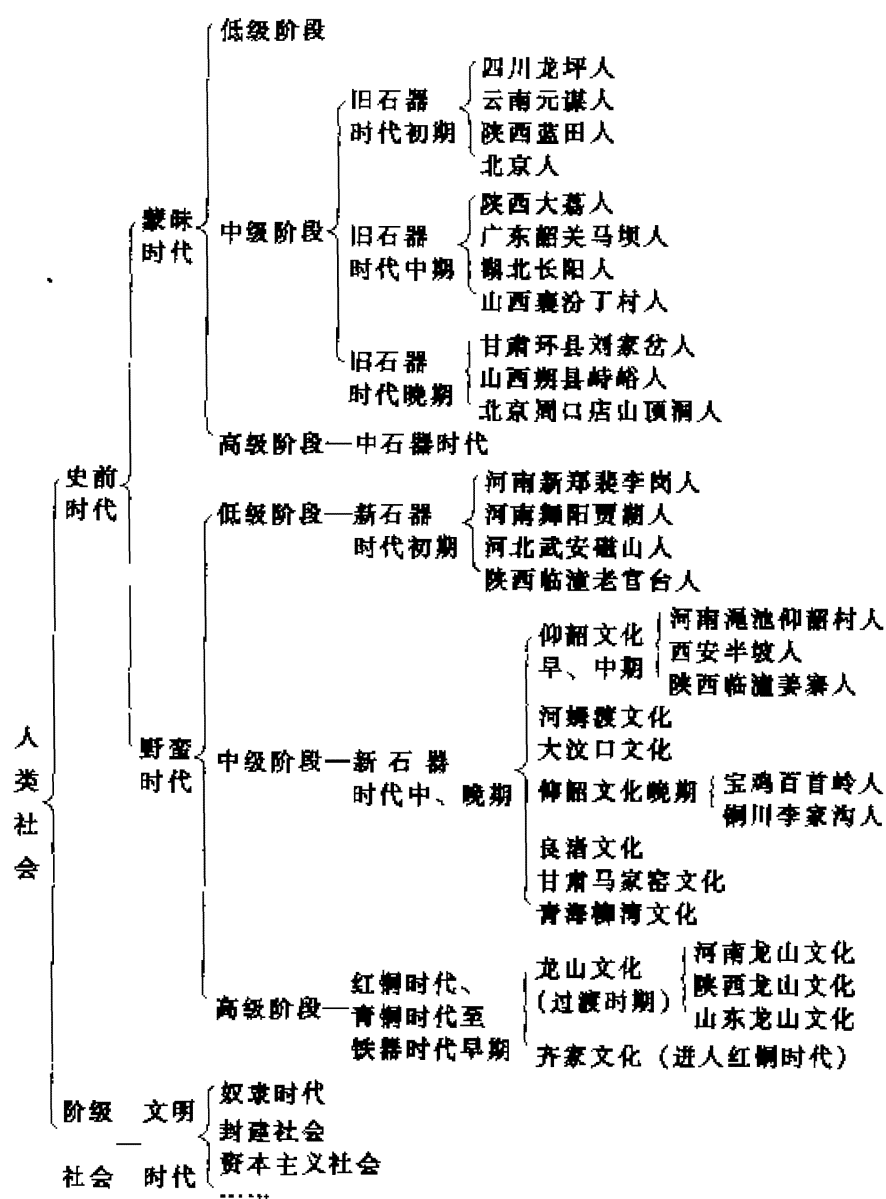 低级阶段
四川龙坪人
旧石器
云南元谋人
时代初期
陕西蓝田人
北京人
陕西大荔人
蒙昧
中级阶段
旧石器
广东韶关马坝人
时代
时代中期
湖北长阳人
山西襄汾丁村人
甘肃环县刘家岔人
旧石器
山西朔县峙峪人
时代晚期
北京周口店山顶洞人
高级阶段—中石器时代
史前
河南新郑裴李岗人
时代
低级阶段—新石器
河南舞阳贾湖人
时代初期
河北武安磁山人
陕西临潼老官台人
仰韶文化
河南渑池仰韶村人
早、中期
西安半坡人
陕西临潼姜寨人
河姆渡文化
人类社会
野蛮
大汶口文化
时代
中级阶段—新石器
时代中、晚期
仰韶文化晚期
宝鸡百首岭人
铜川李家沟人
良渚文化
甘肃马家窑文化
青海柳湾文化
龙山文化
河南龙山文化
红铜时代、
(过渡时期)
陕西龙山文化
高级阶段—青铜时代至
山东龙山文化
铁器时代早期
齐家文化（进人红铜时代）
阶级
文明
奴隶时代
—
封建社会
社会
时代
资本主义社会
……